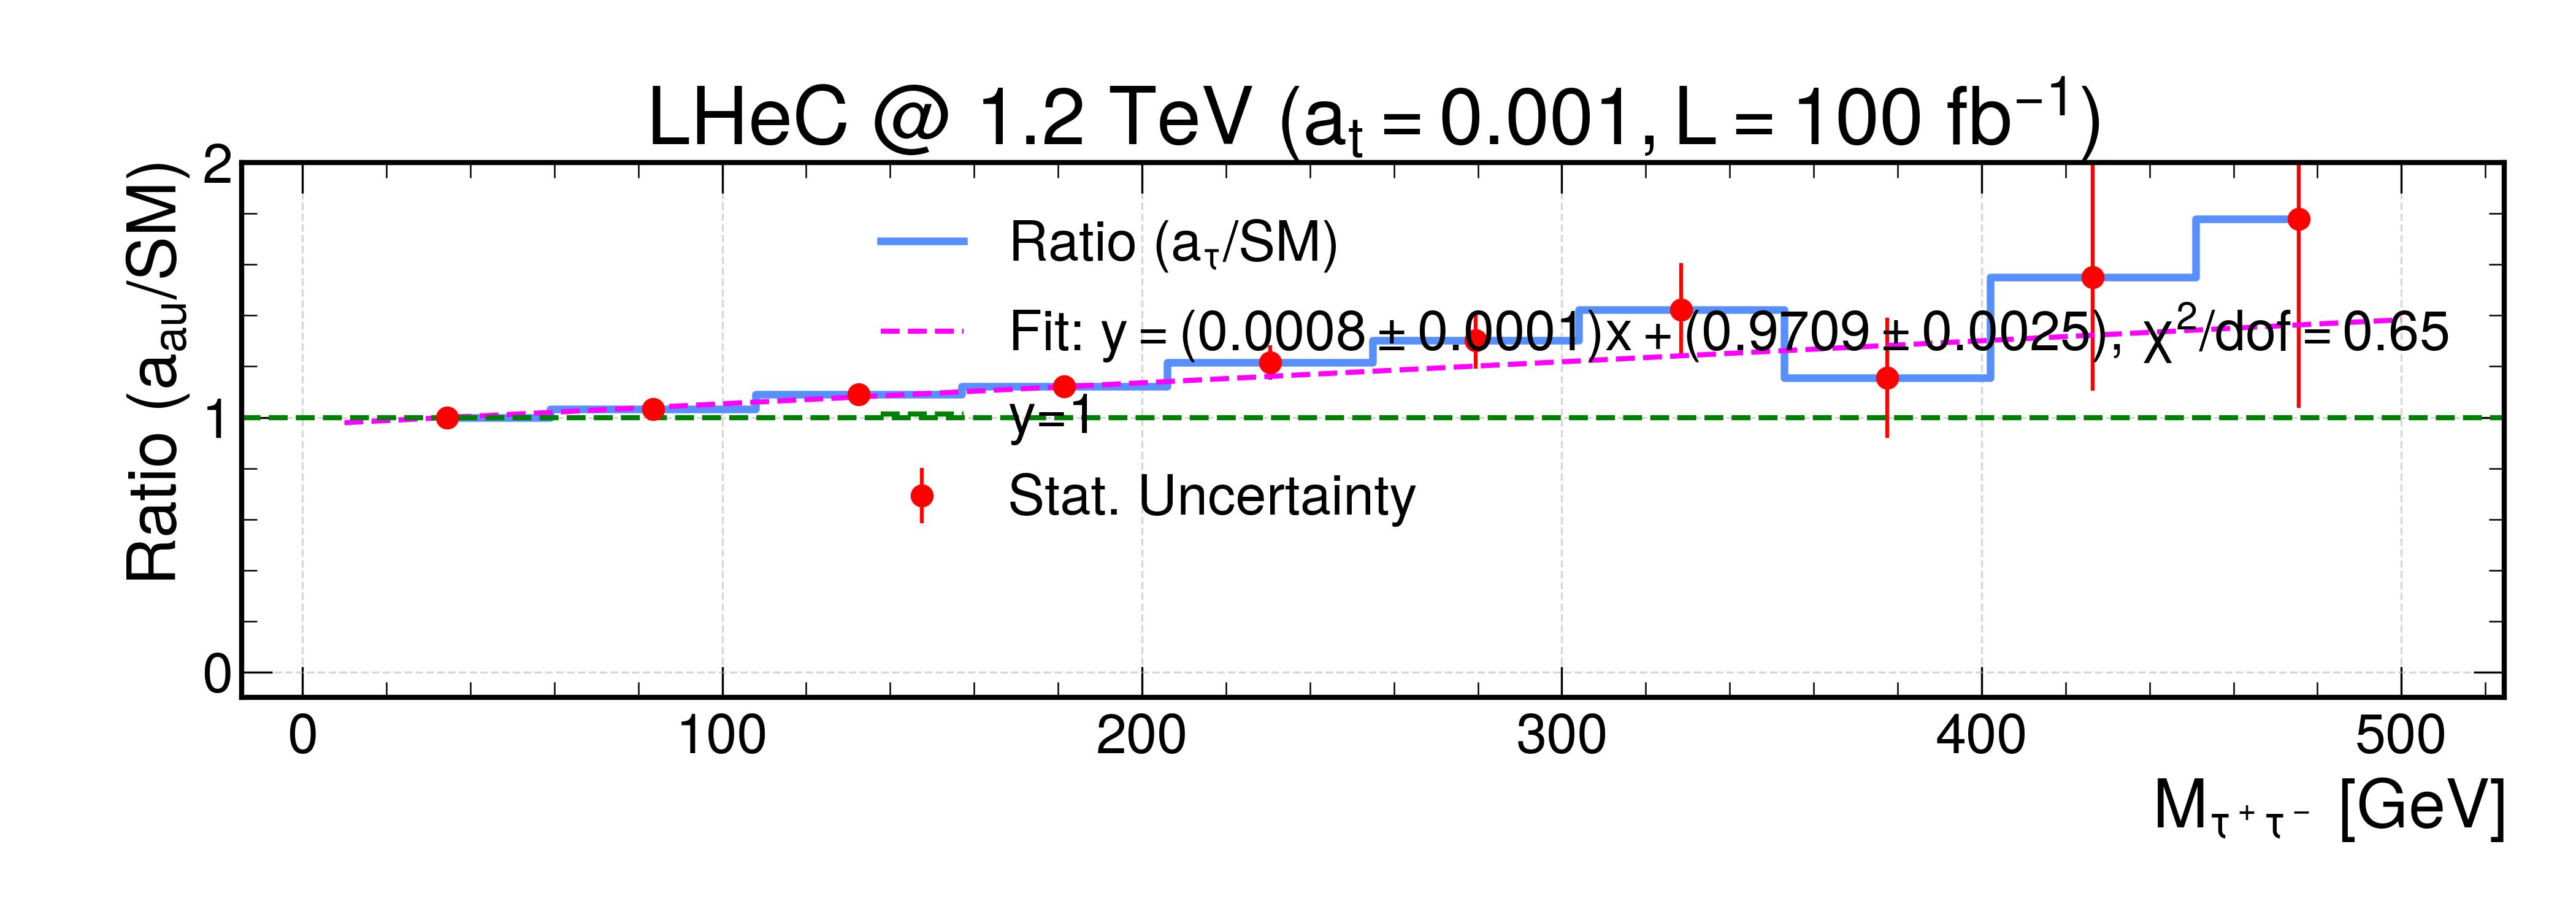 LHeC @ 1.2 TeV (aₜ = 0.001, L = 100 fb⁻¹)
Ratio (a_au/SM)
2
1
0
Ratio (a_τ/SM)
Fit: y = (0.0008 ± 0.0001)x + (0.9709 ± 0.0025), χ²/dof = 0.65
y=1
Stat. Uncertainty
0 100 200 300 400 500
M_τ⁺τ⁻ [GeV]